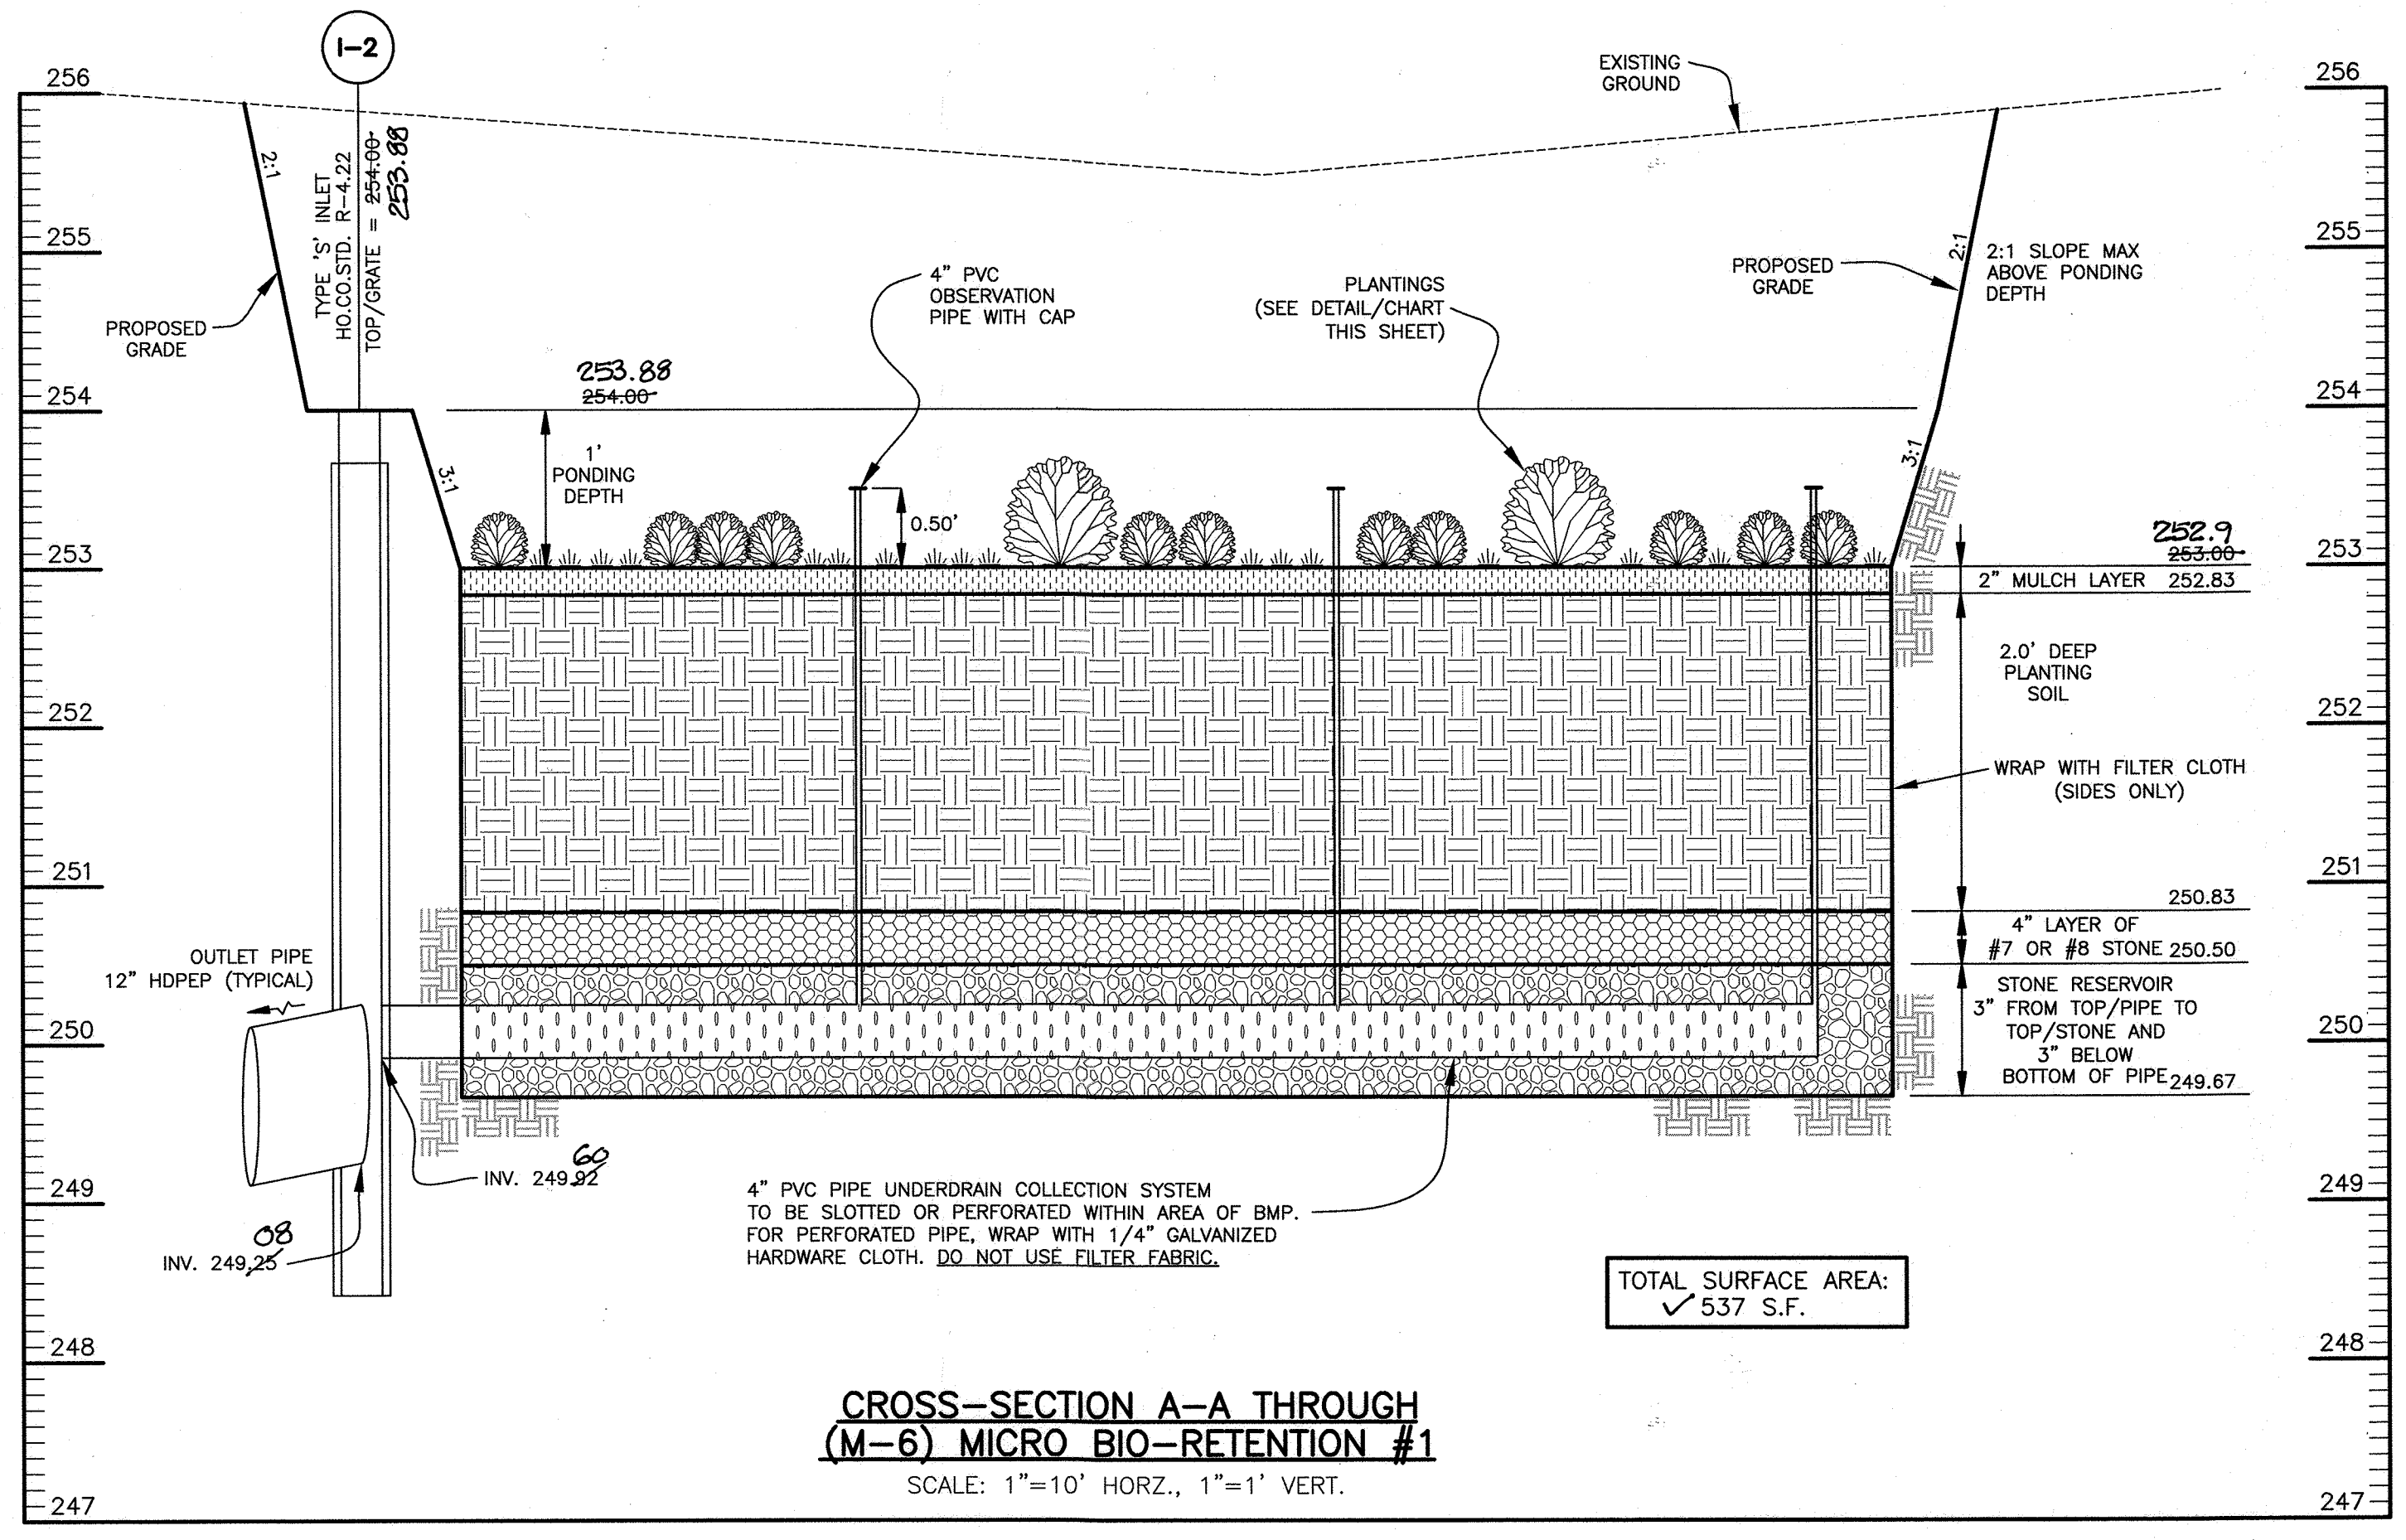 I-2
256
255
254
253
252
251
250
249
248
247
2:1
TYPE 'S' INLET
HO.CO.STD. R-4.22
TOP/GRATE = 254.00
253.88
PROPOSED
GRADE
3:1
253.88
254.00
1'
PONDING
DEPTH
4" PVC
OBSERVATION
PIPE WITH CAP
0.50'
PLANTINGS
(SEE DETAIL/CHART
THIS SHEET)
EXISTING
GROUND
PROPOSED
GRADE
2:1
2:1 SLOPE MAX
ABOVE PONDING
DEPTH
3:1
252.9
253.00
2" MULCH LAYER 252.83
2.0' DEEP
PLANTING
SOIL
WRAP WITH FILTER CLOTH
(SIDES ONLY)
250.83
4" LAYER OF
#7 OR #8 STONE 250.50
STONE RESERVOIR
3" FROM TOP/PIPE TO
TOP/STONE AND
3" BELOW
BOTTOM OF PIPE 249.67
256
255
254
253
252
251
250
249
248
247
OUTLET PIPE
12" HDPEP (TYPICAL)
60
INV. 249.92
08
INV. 249.25
4" PVC PIPE UNDERDRAIN COLLECTION SYSTEM
TO BE SLOTTED OR PERFORATED WITHIN AREA OF BMP.
FOR PERFORATED PIPE, WRAP WITH 1/4" GALVANIZED
HARDWARE CLOTH. DO NOT USE FILTER FABRIC.
TOTAL SURFACE AREA:
✓ 537 S.F.
CROSS-SECTION A-A THROUGH
(M-6) MICRO BIO-RETENTION #1
SCALE: 1"=10' HORZ., 1"=1' VERT.